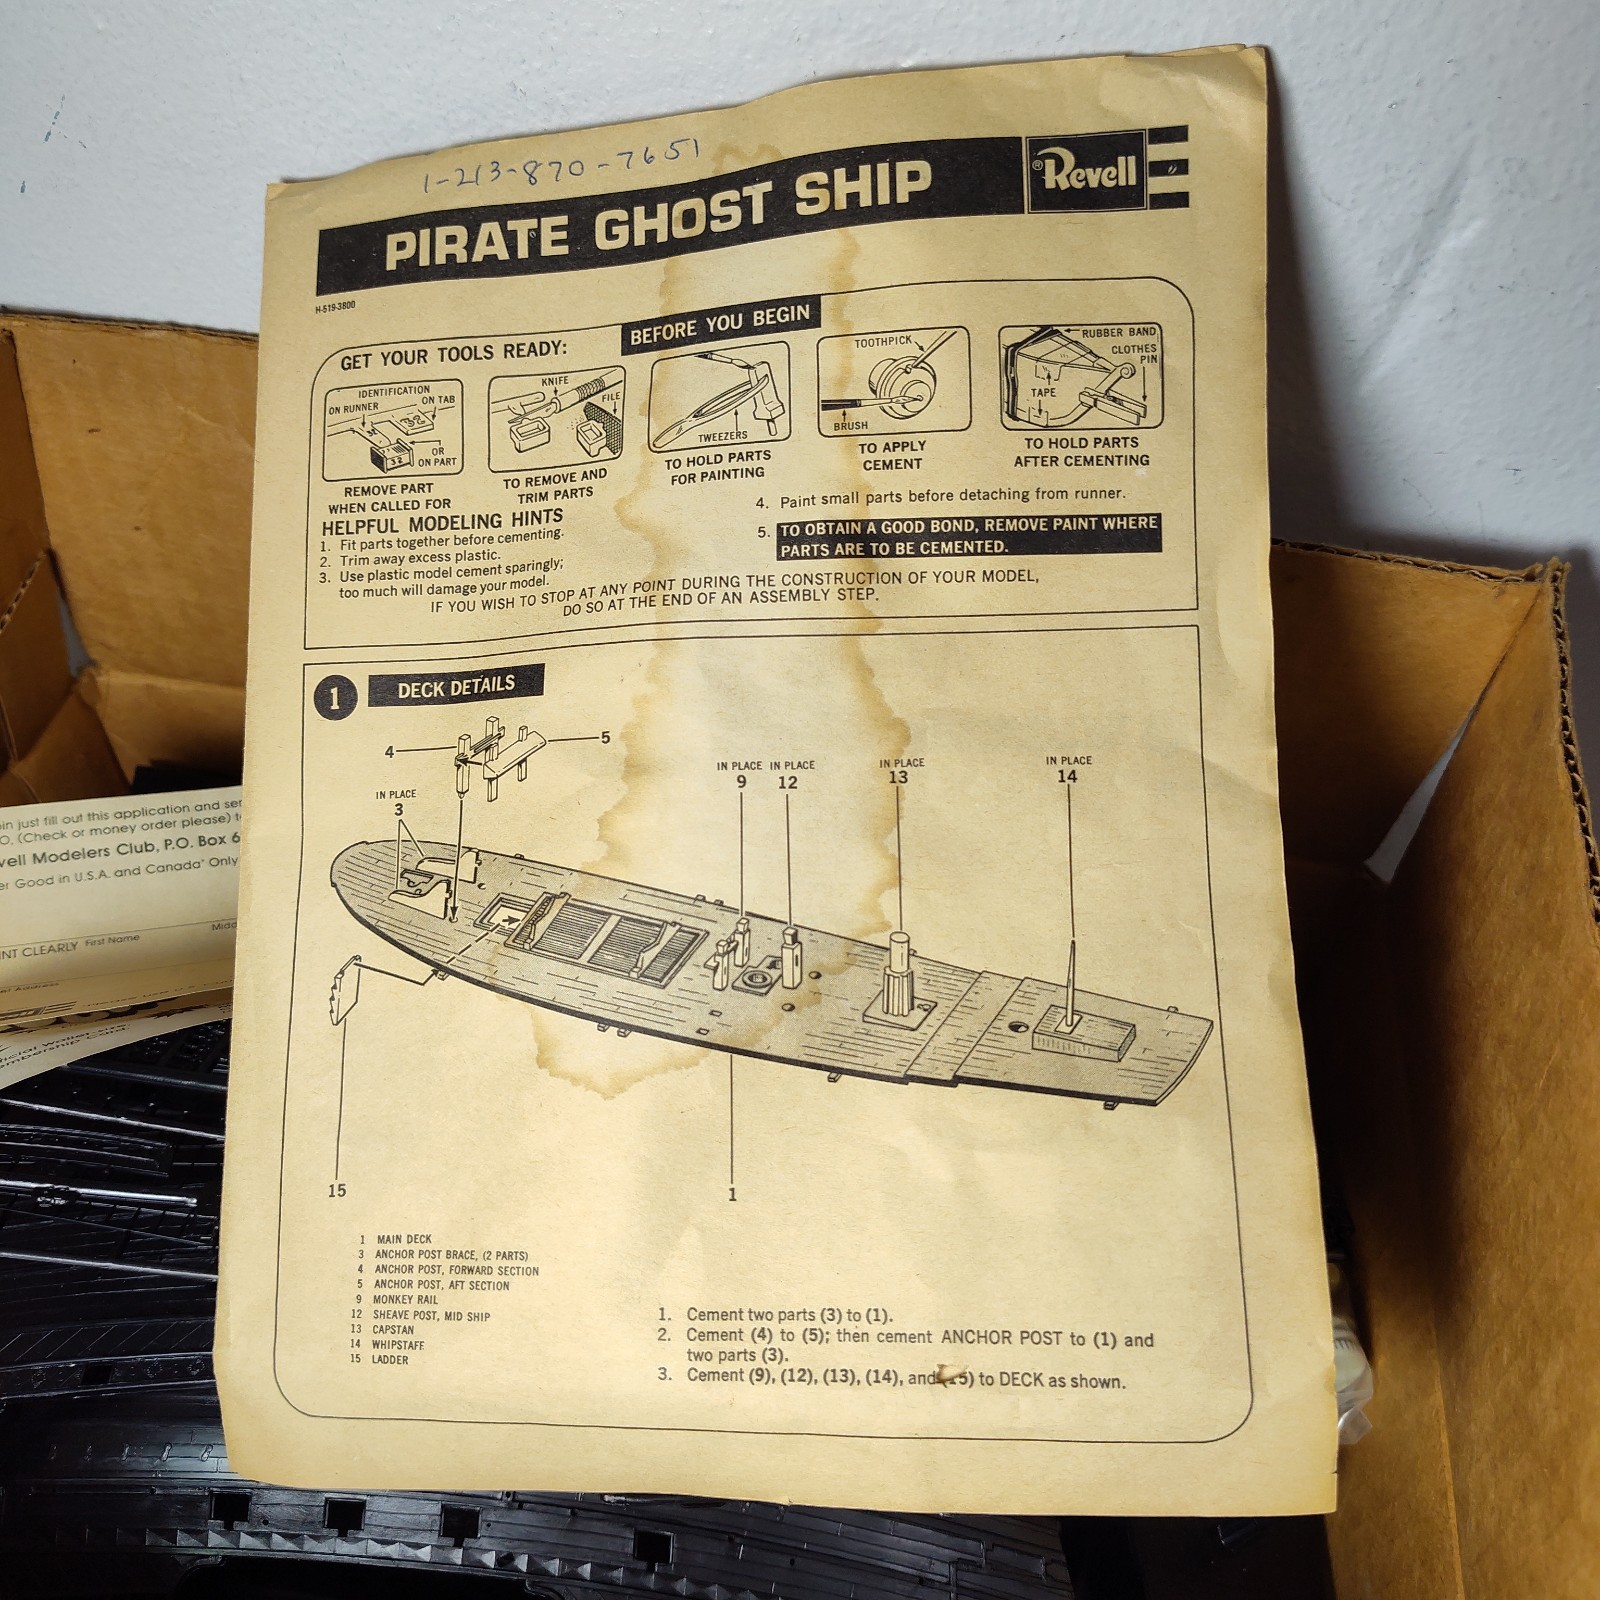 1-213-870-7651
PIRATE GHOST SHIP
® Revell
H-519-3800
BEFORE YOU BEGIN
GET YOUR TOOLS READY:
IDENTIFICATION
ON RUNNER
ON TAB
32
32
OR
ON PART
REMOVE PART
WHEN CALLED FOR
KNIFE
FILE
TO REMOVE AND
TRIM PARTS
TWEEZERS
TO HOLD PARTS
FOR PAINTING
TOOTHPICK
BRUSH
TO APPLY
CEMENT
RUBBER BAND
CLOTHES
PIN
TAPE
TO HOLD PARTS
AFTER CEMENTING
HELPFUL MODELING HINTS
1. Fit parts together before cementing.
2. Trim away excess plastic.
3. Use plastic model cement sparingly;
too much will damage your model.
4. Paint small parts before detaching from runner.
5. TO OBTAIN A GOOD BOND, REMOVE PAINT WHERE
PARTS ARE TO BE CEMENTED.
IF YOU WISH TO STOP AT ANY POINT DURING THE CONSTRUCTION OF YOUR MODEL,
DO SO AT THE END OF AN ASSEMBLY STEP.
1 DECK DETAILS
4
5
IN PLACE
3
IN PLACE
9
IN PLACE
12
IN PLACE
13
IN PLACE
14
15
1
1 MAIN DECK
3 ANCHOR POST BRACE, (2 PARTS)
4 ANCHOR POST, FORWARD SECTION
5 ANCHOR POST, AFT SECTION
9 MONKEY RAIL
12 SHEAVE POST, MID SHIP
13 CAPSTAN
14 WHIPSTAFF
15 LADDER
1. Cement two parts (3) to (1).
2. Cement (4) to (5); then cement ANCHOR POST to (1) and
two parts (3).
3. Cement (9), (12), (13), (14), and (15) to DECK as shown.
just fill out this application and
(Check or money order please)
Modelers Club, P.O. Box 6
Good in U.S.A. and Canada* Only
CLEARLY First Name
Address